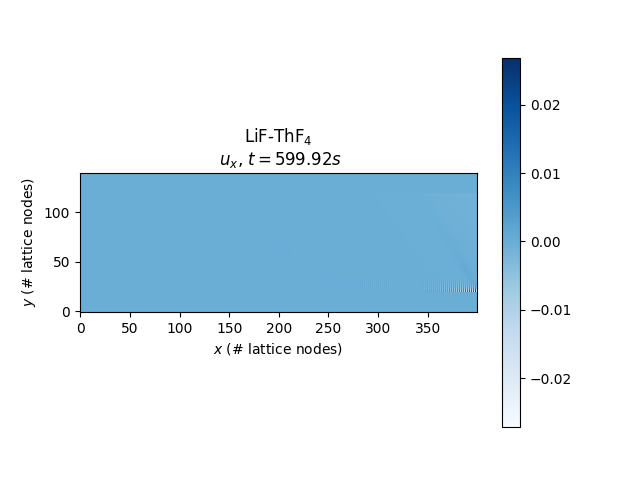 LiF-ThF₄
uₓ, t = 599.92s
y (# lattice nodes)
100
50
0
0 50 100 150 200 250 300 350
x (# lattice nodes)
0.02
0.01
0.00
−0.01
−0.02